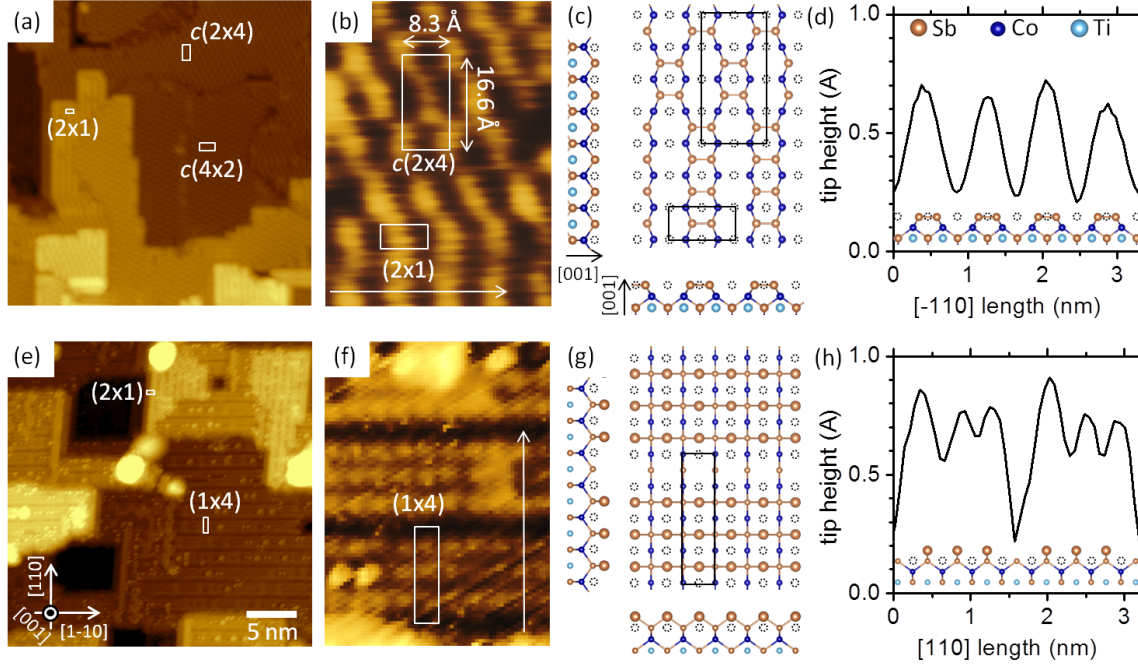 (a)
c(2x4)
(2x1)
c(4x2)
(b)
8.3 Å
16.6 Å
c(2x4)
(2x1)
(c)
[001]
[001]
(d)
Sb Co Ti
tip height (A)
1.0
0.5
0.0
0 1 2 3
[-110] length (nm)
(e)
(2x1)
(1x4)
[110]
[001]
[1-10]
5 nm
(f)
(1x4)
(g)
(h)
tip height (A)
1.0
0.5
0.0
0 1 2 3
[110] length (nm)